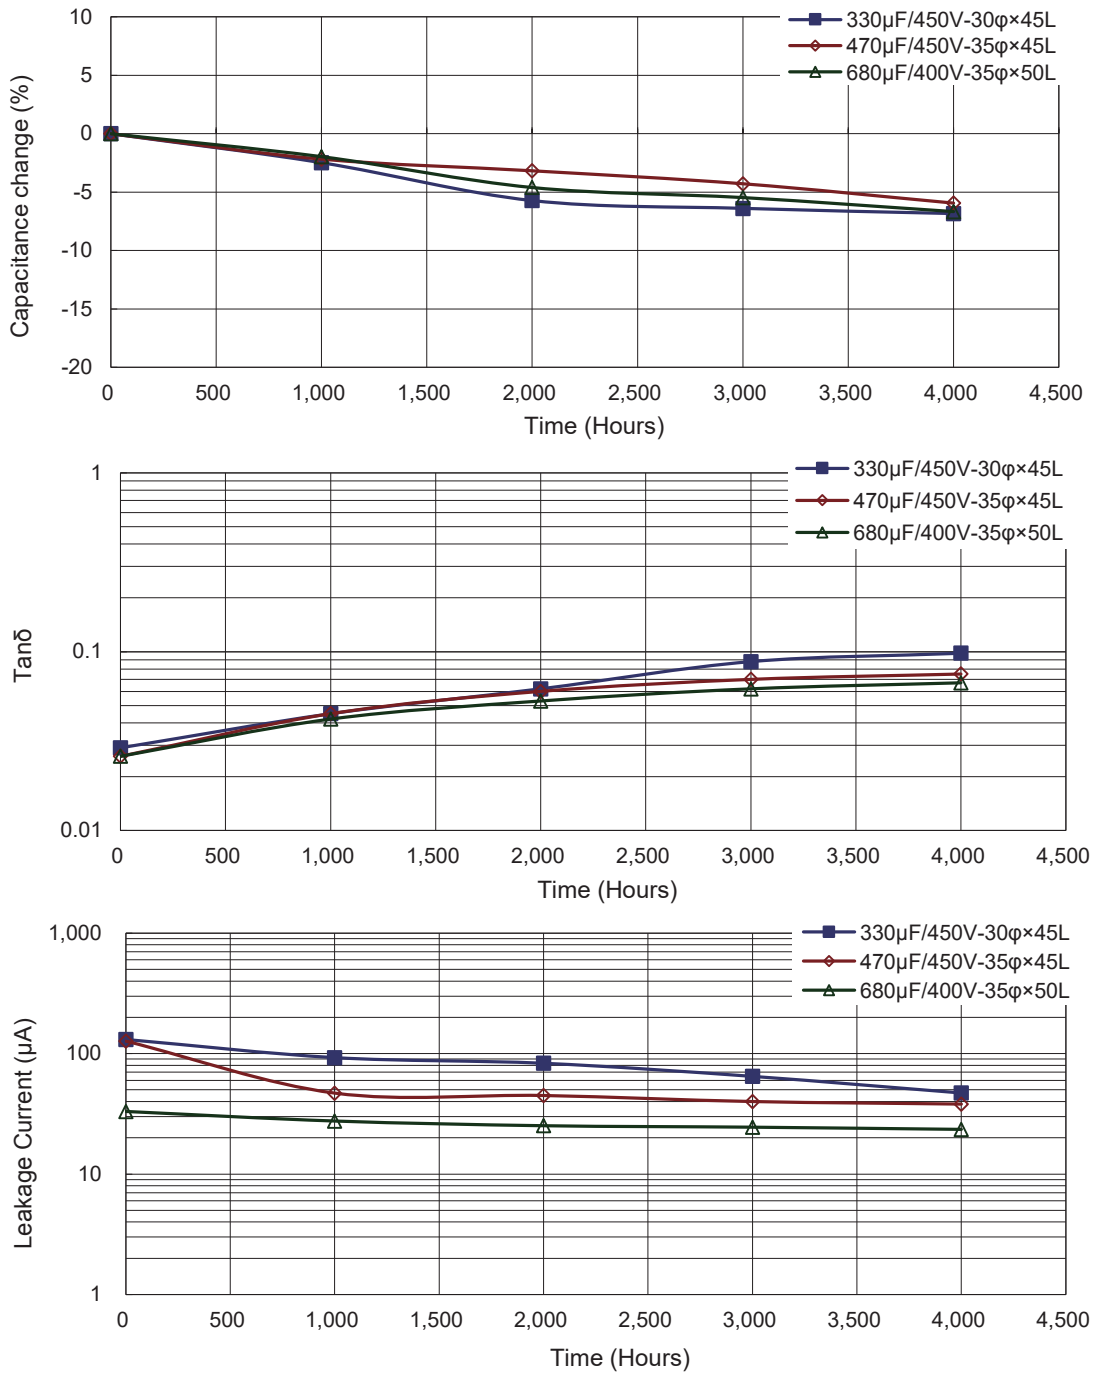 10
5
0
-5
-10
-15
-20
Capacitance change (%)
330μF/450V-30φ×45L
470μF/450V-35φ×45L
680μF/400V-35φ×50L
0 500 1,000 1,500 2,000 2,500 3,000 3,500 4,000 4,500
Time (Hours)
1
0.1
0.01
Tanδ
330μF/450V-30φ×45L
470μF/450V-35φ×45L
680μF/400V-35φ×50L
0 500 1,000 1,500 2,000 2,500 3,000 3,500 4,000 4,500
Time (Hours)
1,000
100
10
1
Leakage Current (μA)
330μF/450V-30φ×45L
470μF/450V-35φ×45L
680μF/400V-35φ×50L
0 500 1,000 1,500 2,000 2,500 3,000 3,500 4,000 4,500
Time (Hours)